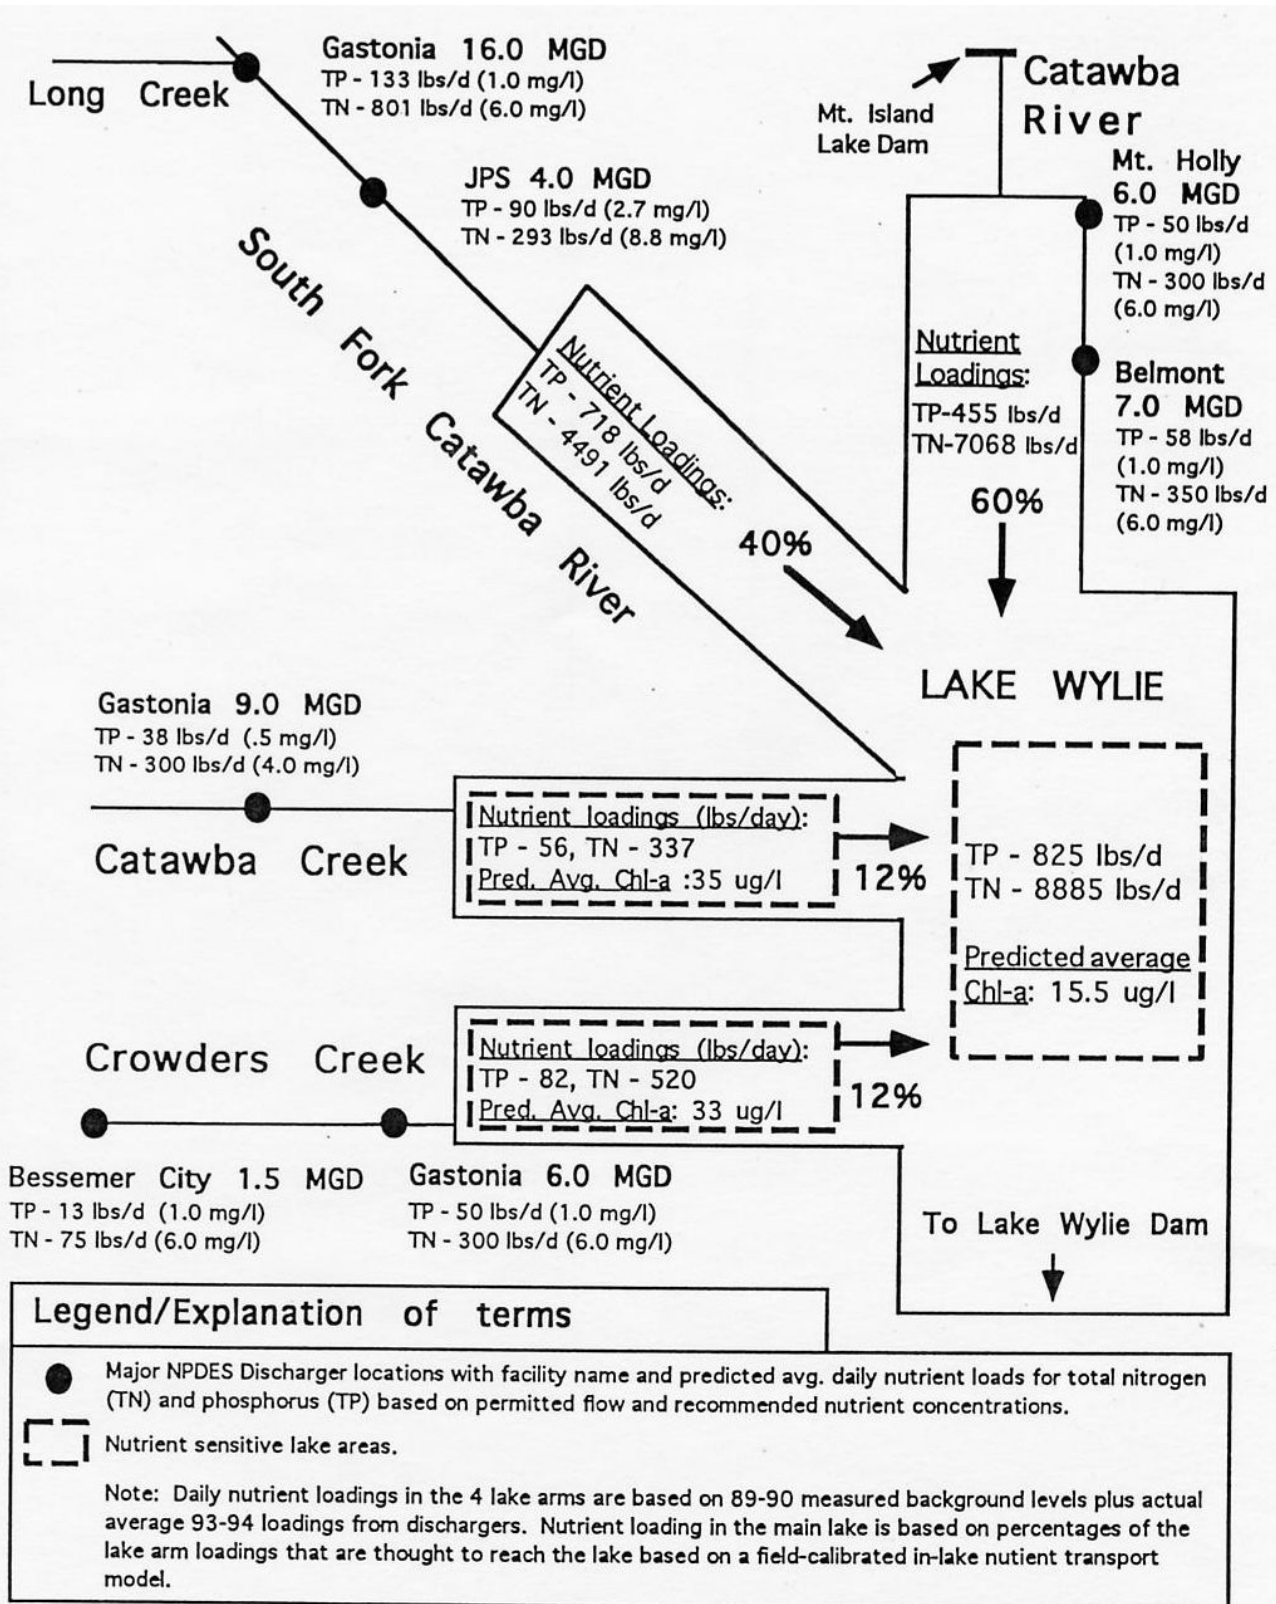 Gastonia 16.0 MGD
TP - 133 lbs/d (1.0 mg/l)
TN - 801 lbs/d (6.0 mg/l)
Long Creek
JPS 4.0 MGD
TP - 90 lbs/d (2.7 mg/l)
TN - 293 lbs/d (8.8 mg/l)
South Fork Catawba River
Nutrient Loadings:
TP - 718 lbs/d
TN - 4491 lbs/d
40%
Mt. Island
Lake Dam
Catawba
River
Mt. Holly
6.0 MGD
TP - 50 lbs/d
(1.0 mg/l)
TN - 300 lbs/d
(6.0 mg/l)
Nutrient
Loadings:
TP-455 lbs/d
TN-7068 lbs/d
60%
Belmont
7.0 MGD
TP - 58 lbs/d
(1.0 mg/l)
TN - 350 lbs/d
(6.0 mg/l)
LAKE WYLIE
Gastonia 9.0 MGD
TP - 38 lbs/d (.5 mg/l)
TN - 300 lbs/d (4.0 mg/l)
Catawba Creek
Nutrient loadings (lbs/day):
TP - 56, TN - 337
Pred. Avg. Chl-a :35 ug/l
12%
TP - 825 lbs/d
TN - 8885 lbs/d
Predicted average
Chl-a: 15.5 ug/l
Crowders Creek
Nutrient loadings (lbs/day):
TP - 82, TN - 520
Pred. Avg. Chl-a: 33 ug/l
12%
Bessemer City 1.5 MGD
TP - 13 lbs/d (1.0 mg/l)
TN - 75 lbs/d (6.0 mg/l)
Gastonia 6.0 MGD
TP - 50 lbs/d (1.0 mg/l)
TN - 300 lbs/d (6.0 mg/l)
To Lake Wylie Dam
Legend/Explanation of terms
Major NPDES Discharger locations with facility name and predicted avg. daily nutrient loads for total nitrogen
(TN) and phosphorus (TP) based on permitted flow and recommended nutrient concentrations.
Nutrient sensitive lake areas.
Note: Daily nutrient loadings in the 4 lake arms are based on 89-90 measured background levels plus actual
average 93-94 loadings from dischargers. Nutrient loading in the main lake is based on percentages of the
lake arm loadings that are thought to reach the lake based on a field-calibrated in-lake nutient transport
model.